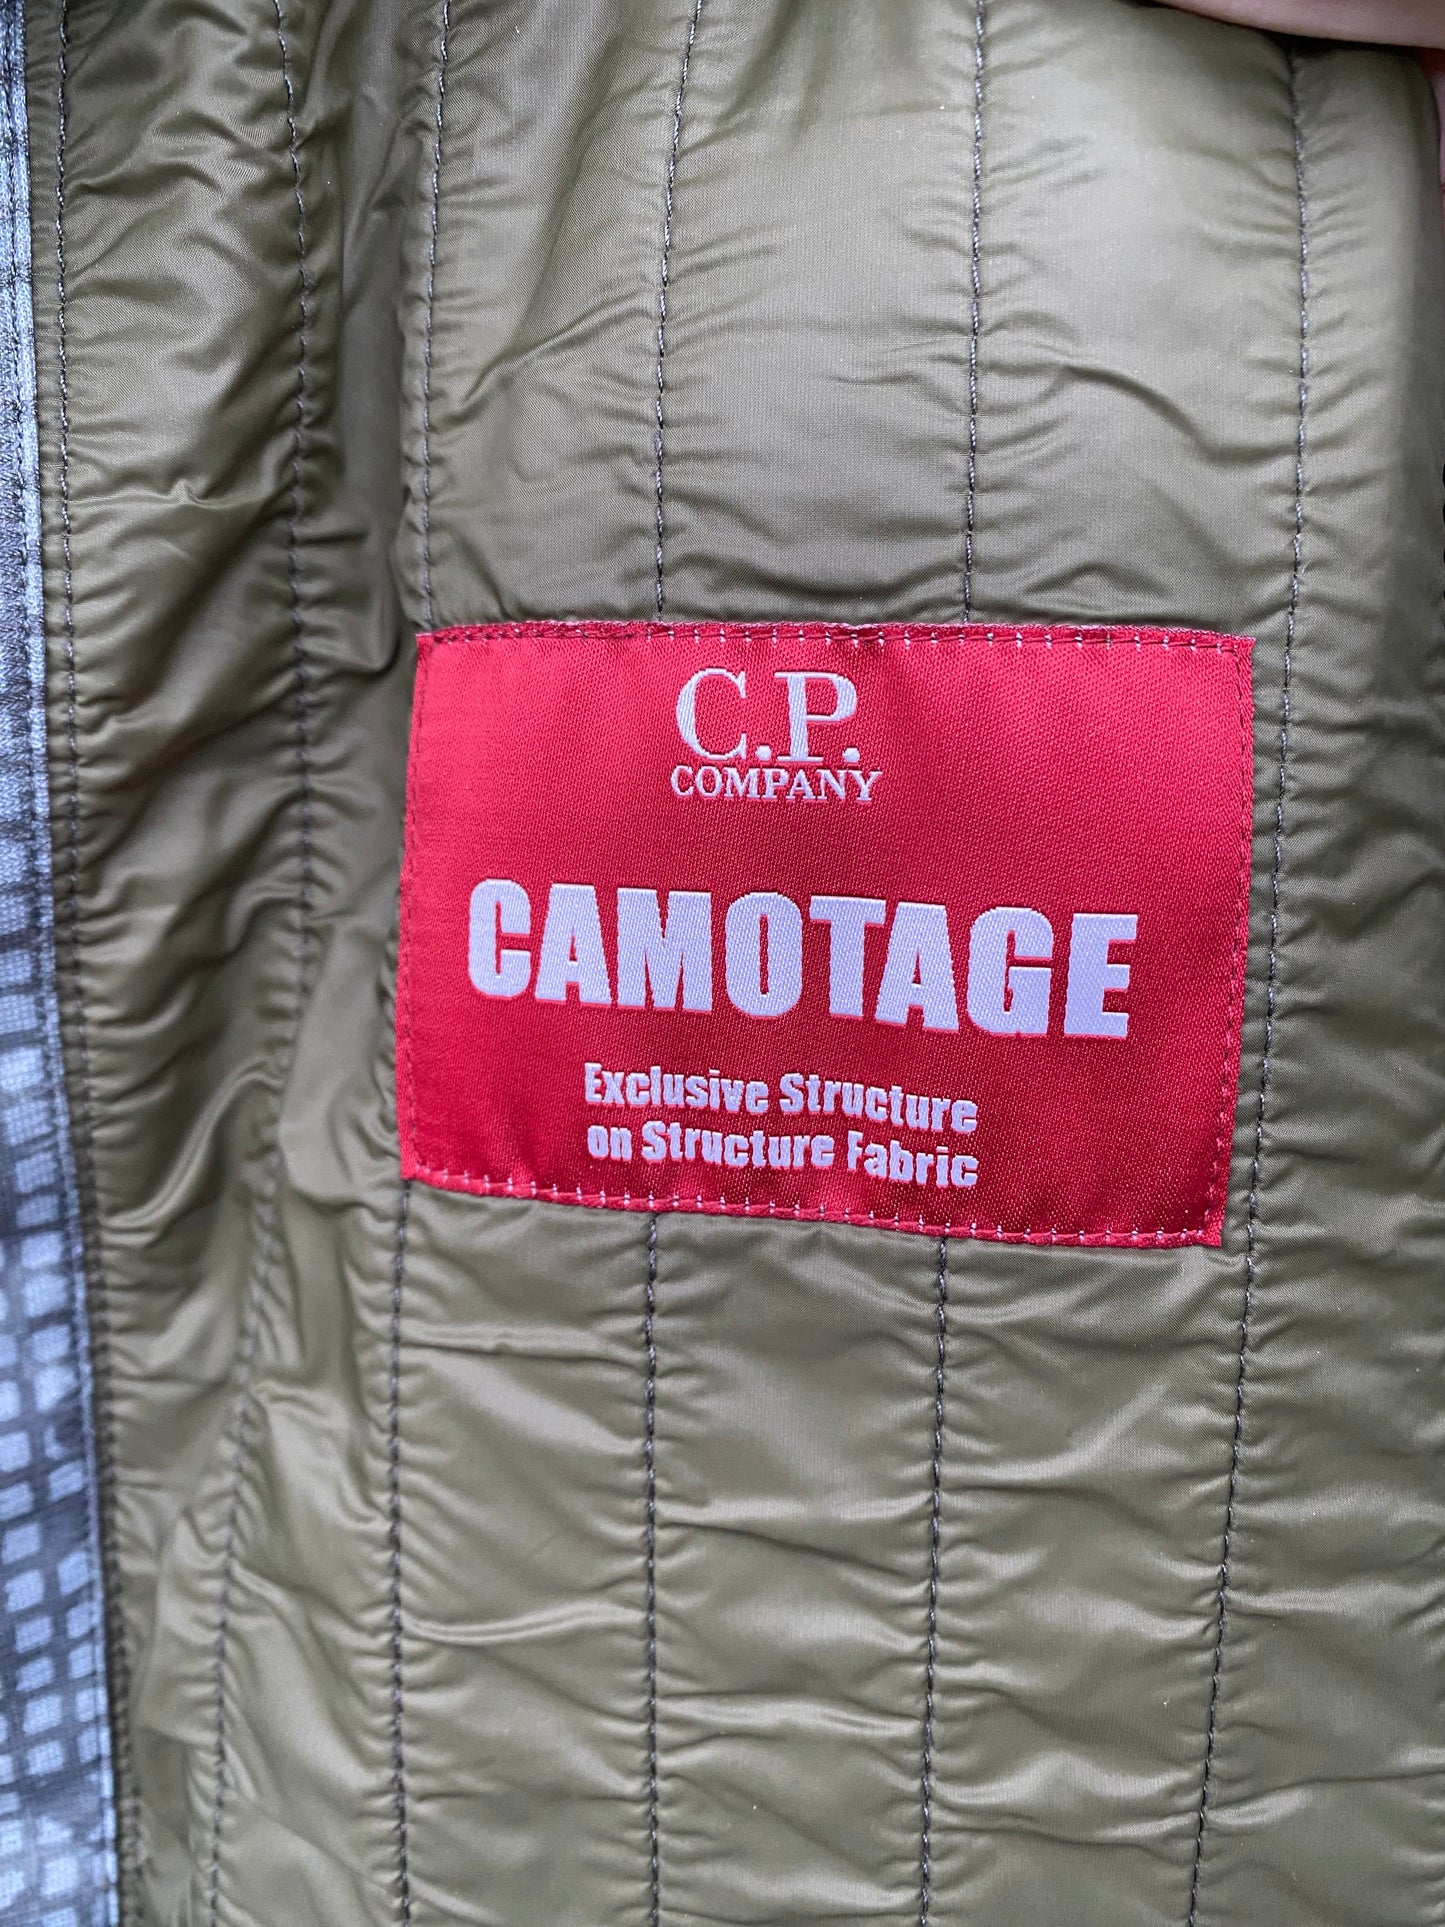 C.P.
COMPANY
CAMOTAGE
Exclusive Structure
on Structure Fabric